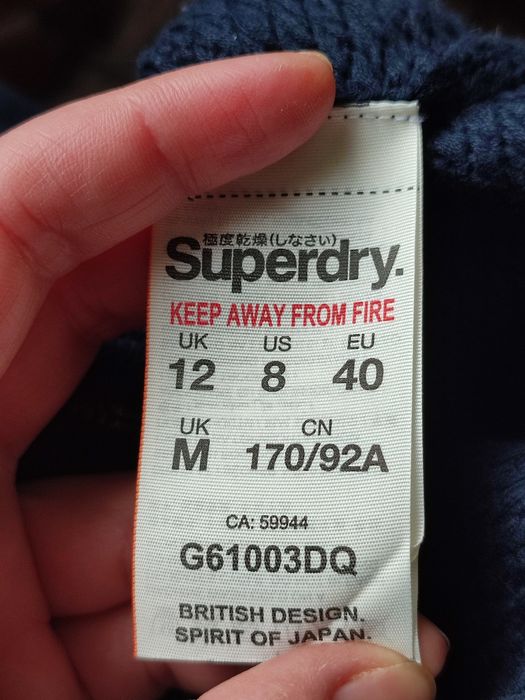 極度乾燥(しなさい)
Superdry.
KEEP AWAY FROM FIRE
UK US EU
12 8 40
UK CN
M 170/92A
CA: 59944
G61003DQ
BRITISH DESIGN.
SPIRIT OF JAPAN.